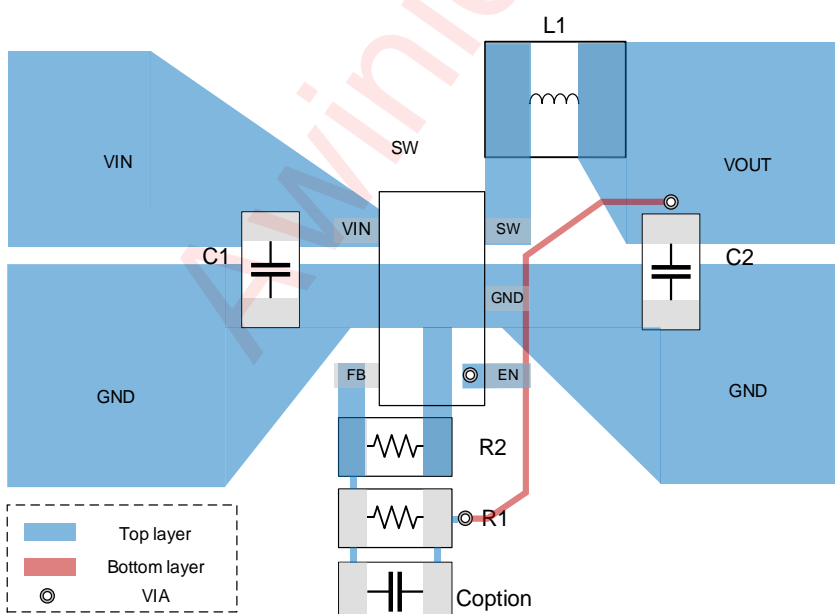 L1
SW
VIN
VOUT
VIN
SW
C1
C2
GND
FB
EN
GND
GND
R2
R1
Coption
Top layer
Bottom layer
VIA